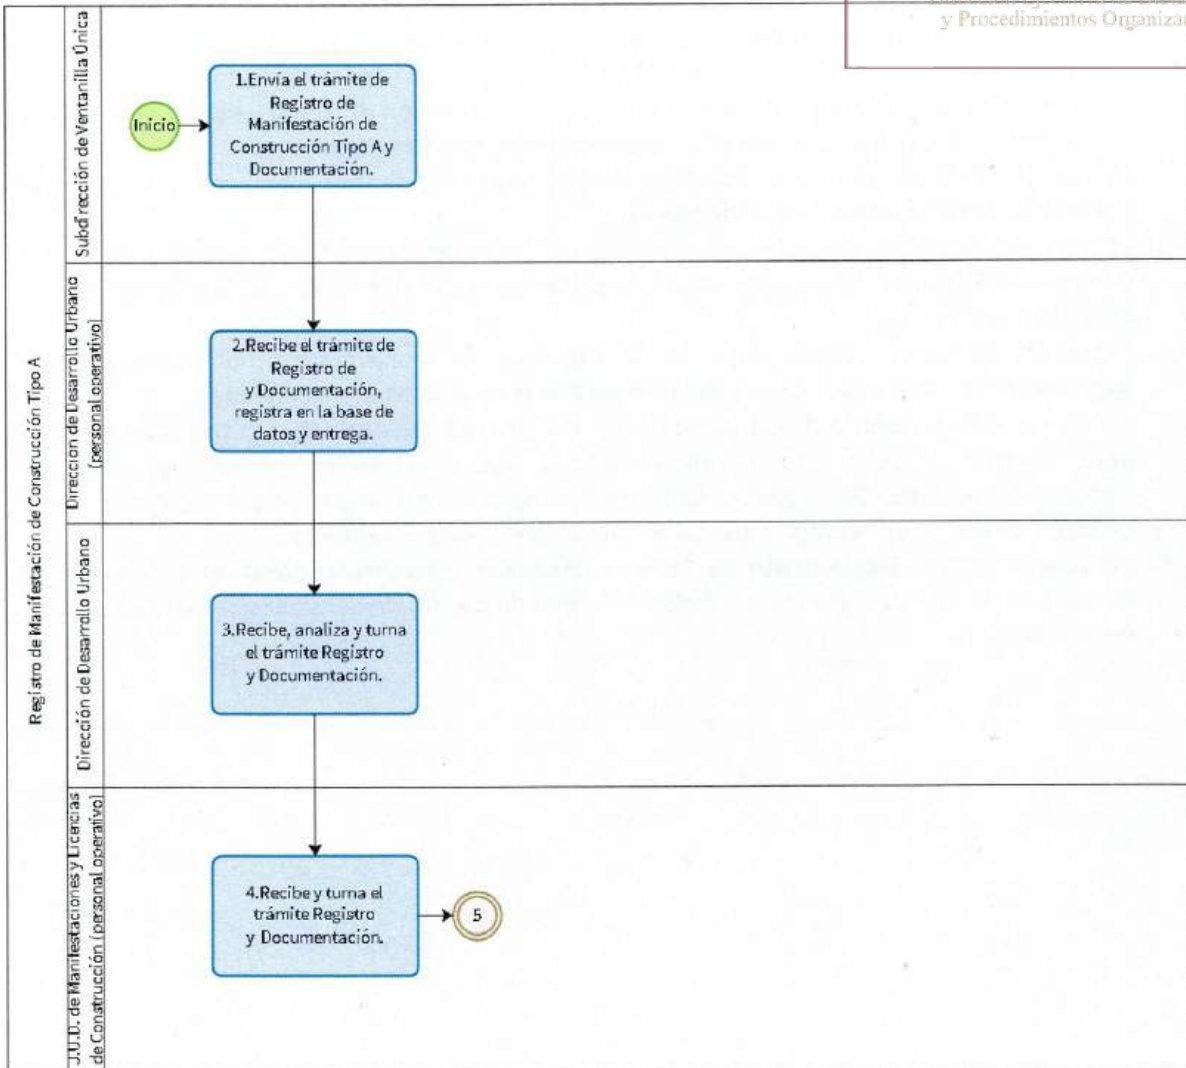 y Procedimientos Organiza
Registro de Manifestación de Construcción Tipo A
Subdirección de Ventanilla Única
Inicio
1.Envía el trámite de
Registro de
Manifestación de
Construcción Tipo A y
Documentación.
Direccion de Desarrollo Urbano
(personal operativo)
2.Recibe el trámite de
Registro de
y Documentación,
registra en la base de
datos y entrega.
Dirección de Desarrollo Urbano
3.Recibe, analiza y turna
el trámite Registro
y Documentación.
J.U.D. de Manifestaciones y Licencias
de Construcción (personal operativo)
4.Recibe y turna el
trámite Registro
y Documentación.
5